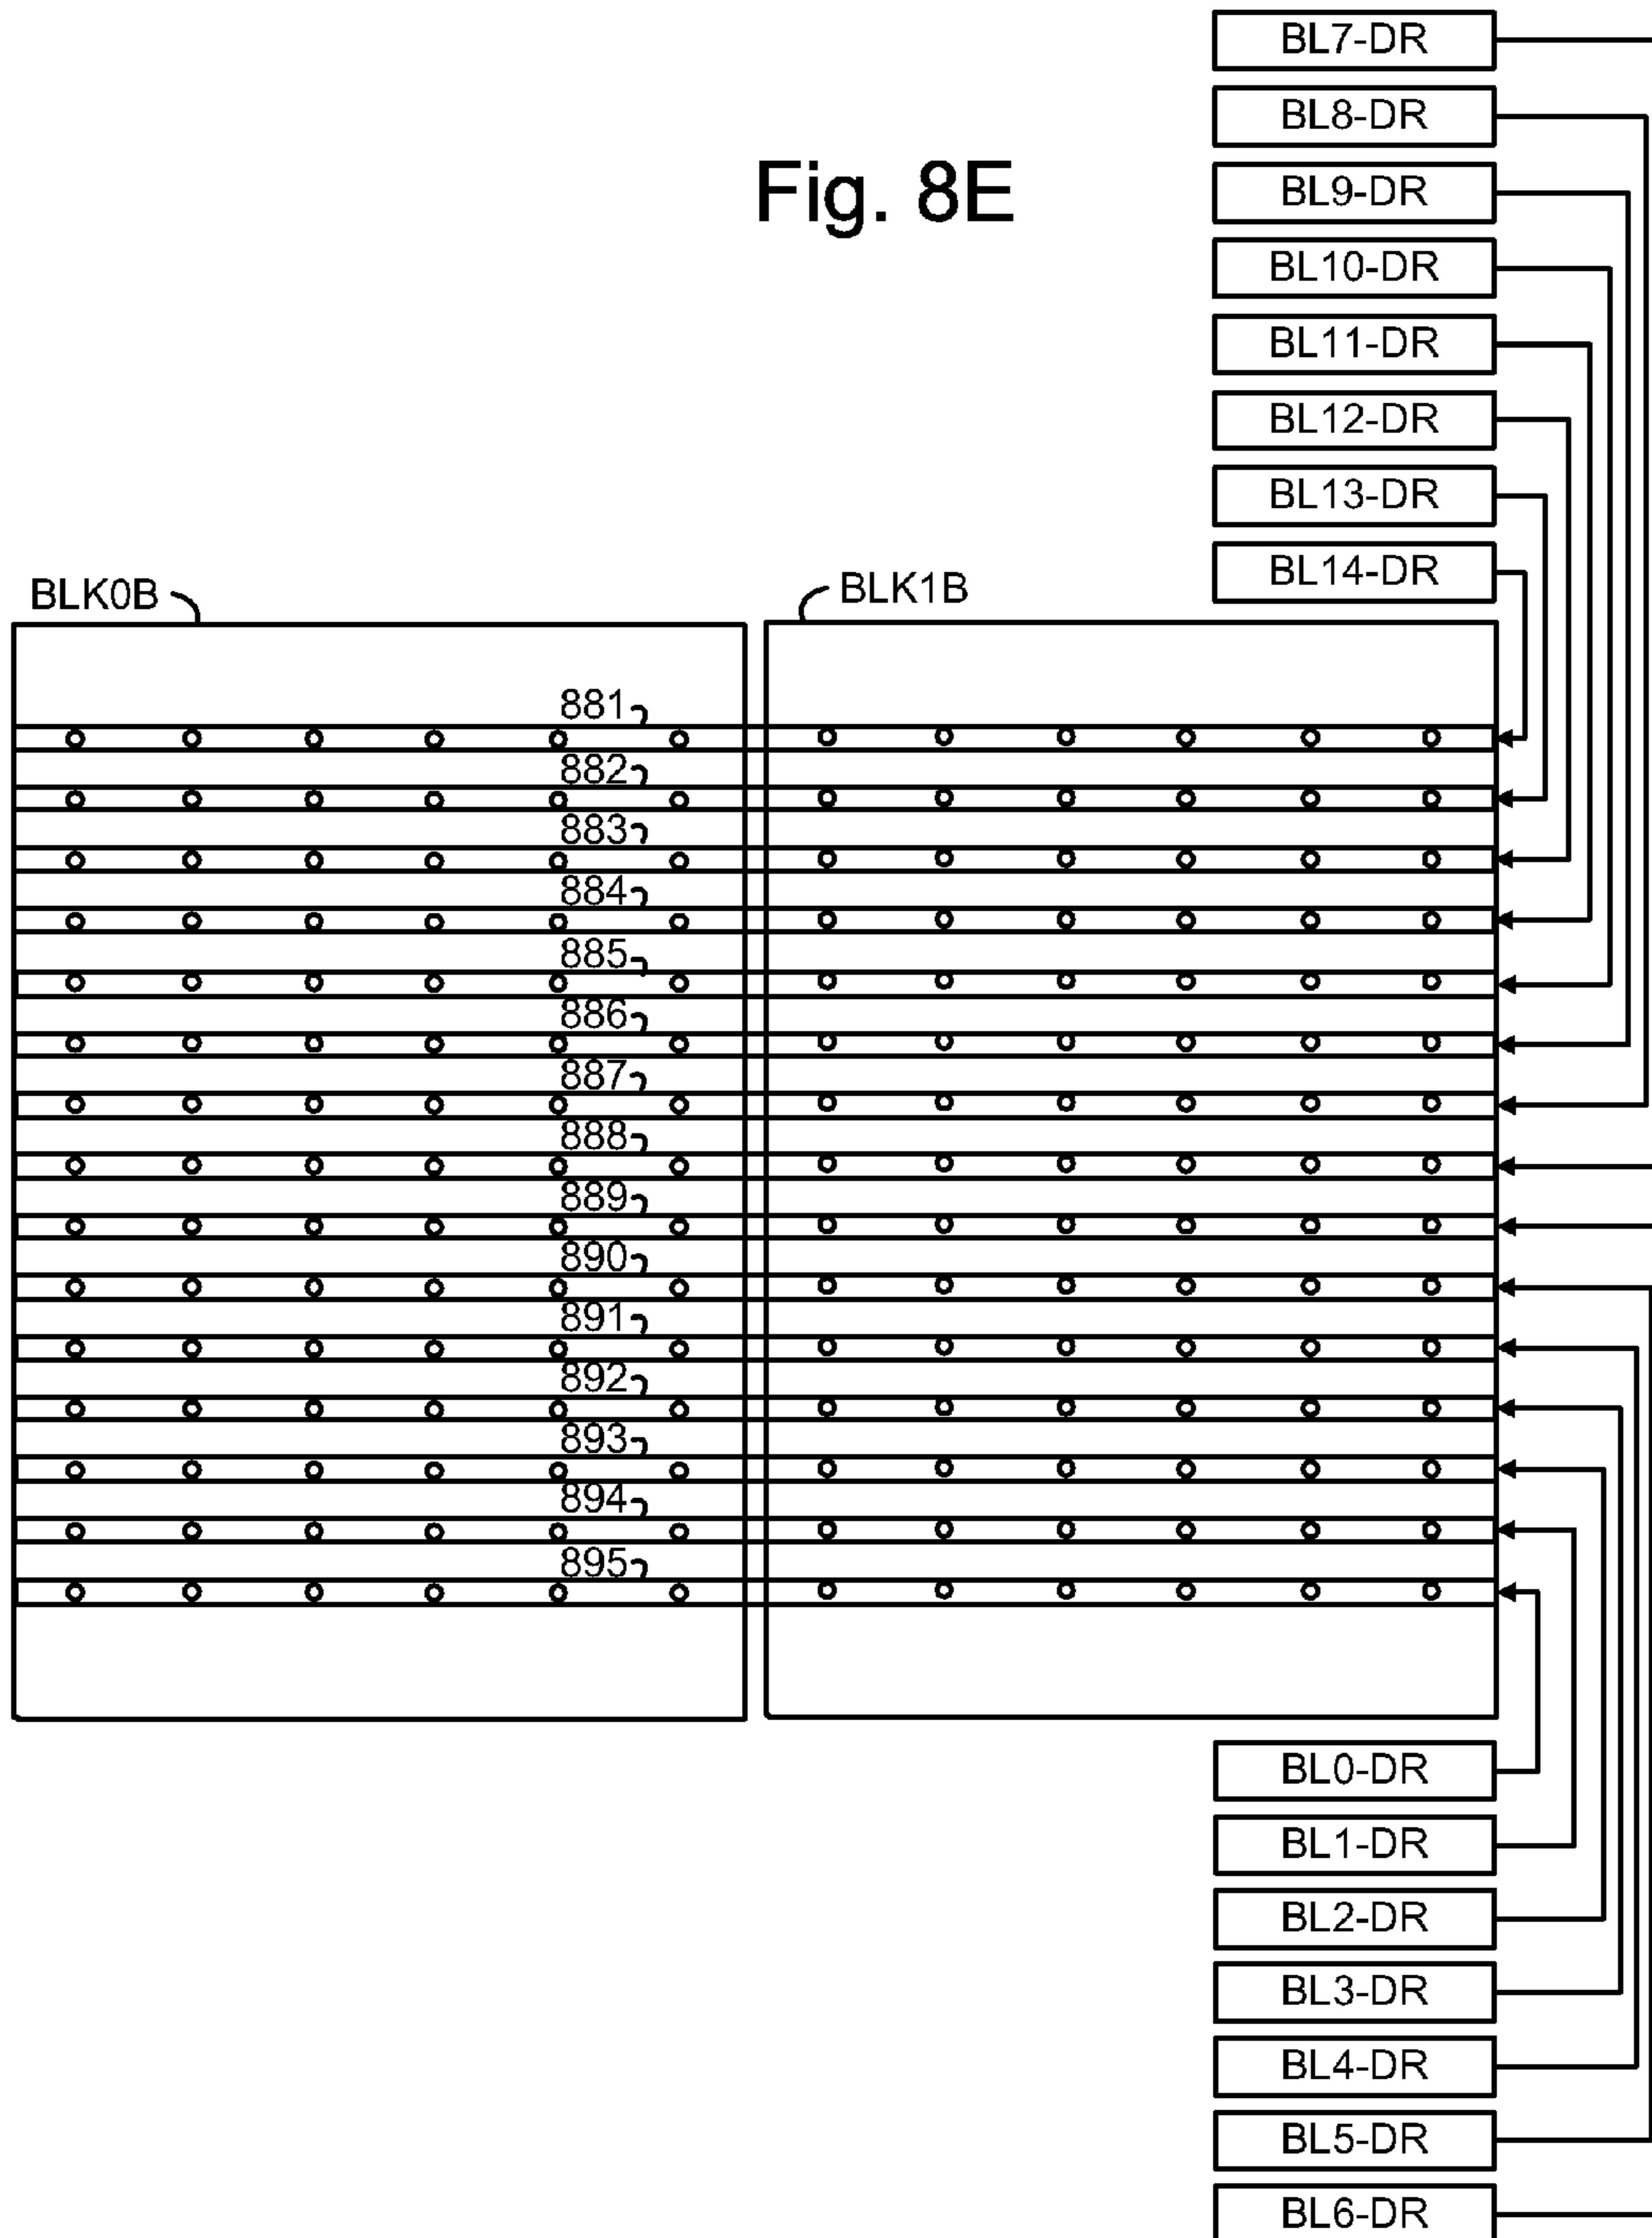 BL7-DR
BL8-DR
Fig. 8E
BL9-DR
BL10-DR
BL11-DR
BL12-DR
BL13-DR
BL14-DR
BLK0B
BLK1B
881
882
883
884
885
886
887
888
889
890
891
892
893
894
895
BL0-DR
BL1-DR
BL2-DR
BL3-DR
BL4-DR
BL5-DR
BL6-DR